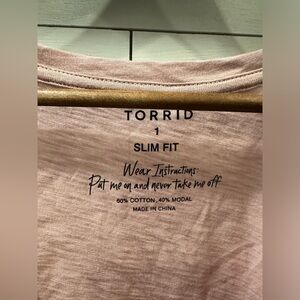 TORRID
1
SLIM FIT
Wear Instructions:
Put me on and never take me off
60% COTTON, 40% MODAL
MADE IN CHINA